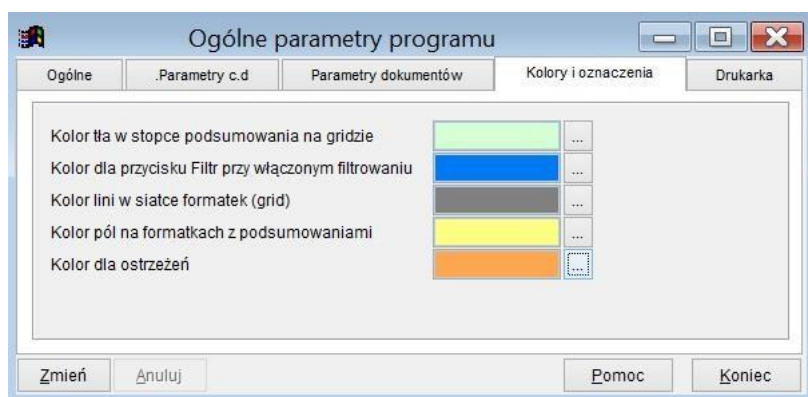 Ogólne parametry programu
Ogólne .Parametry c.d Parametry dokumentów Kolory i oznaczenia Drukarka
Kolor tła w stopce podsumowania na gridzie ...
Kolor dla przycisku Filtr przy włączonym filtrowaniu ...
Kolor lini w siatce formatek (grid) ...
Kolor pól na formatkach z podsumowaniami ...
Kolor dla ostrzeżeń ...
Zmień Anuluj Pomoc Koniec